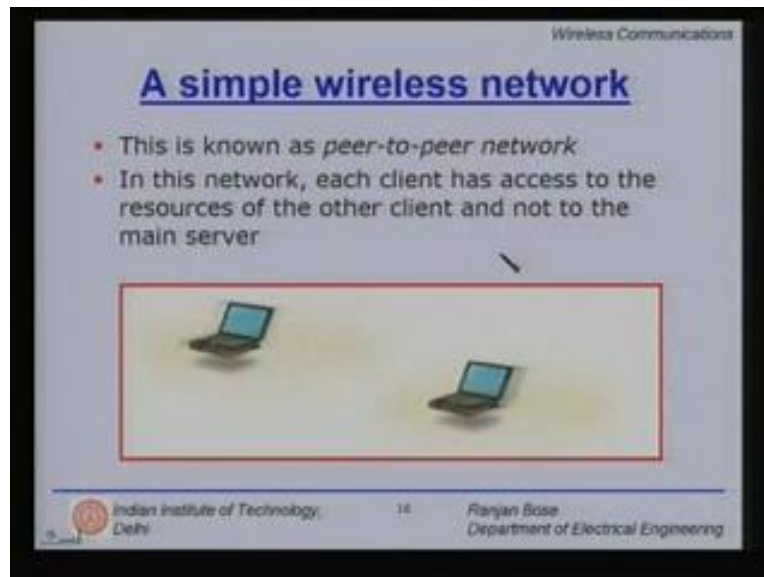 Wireless Communications
A simple wireless network
• This is known as peer-to-peer network
• In this network, each client has access to the
resources of the other client and not to the
main server
Indian Institute of Technology,
Delhi
16
Ranjan Bose
Department of Electrical Engineering